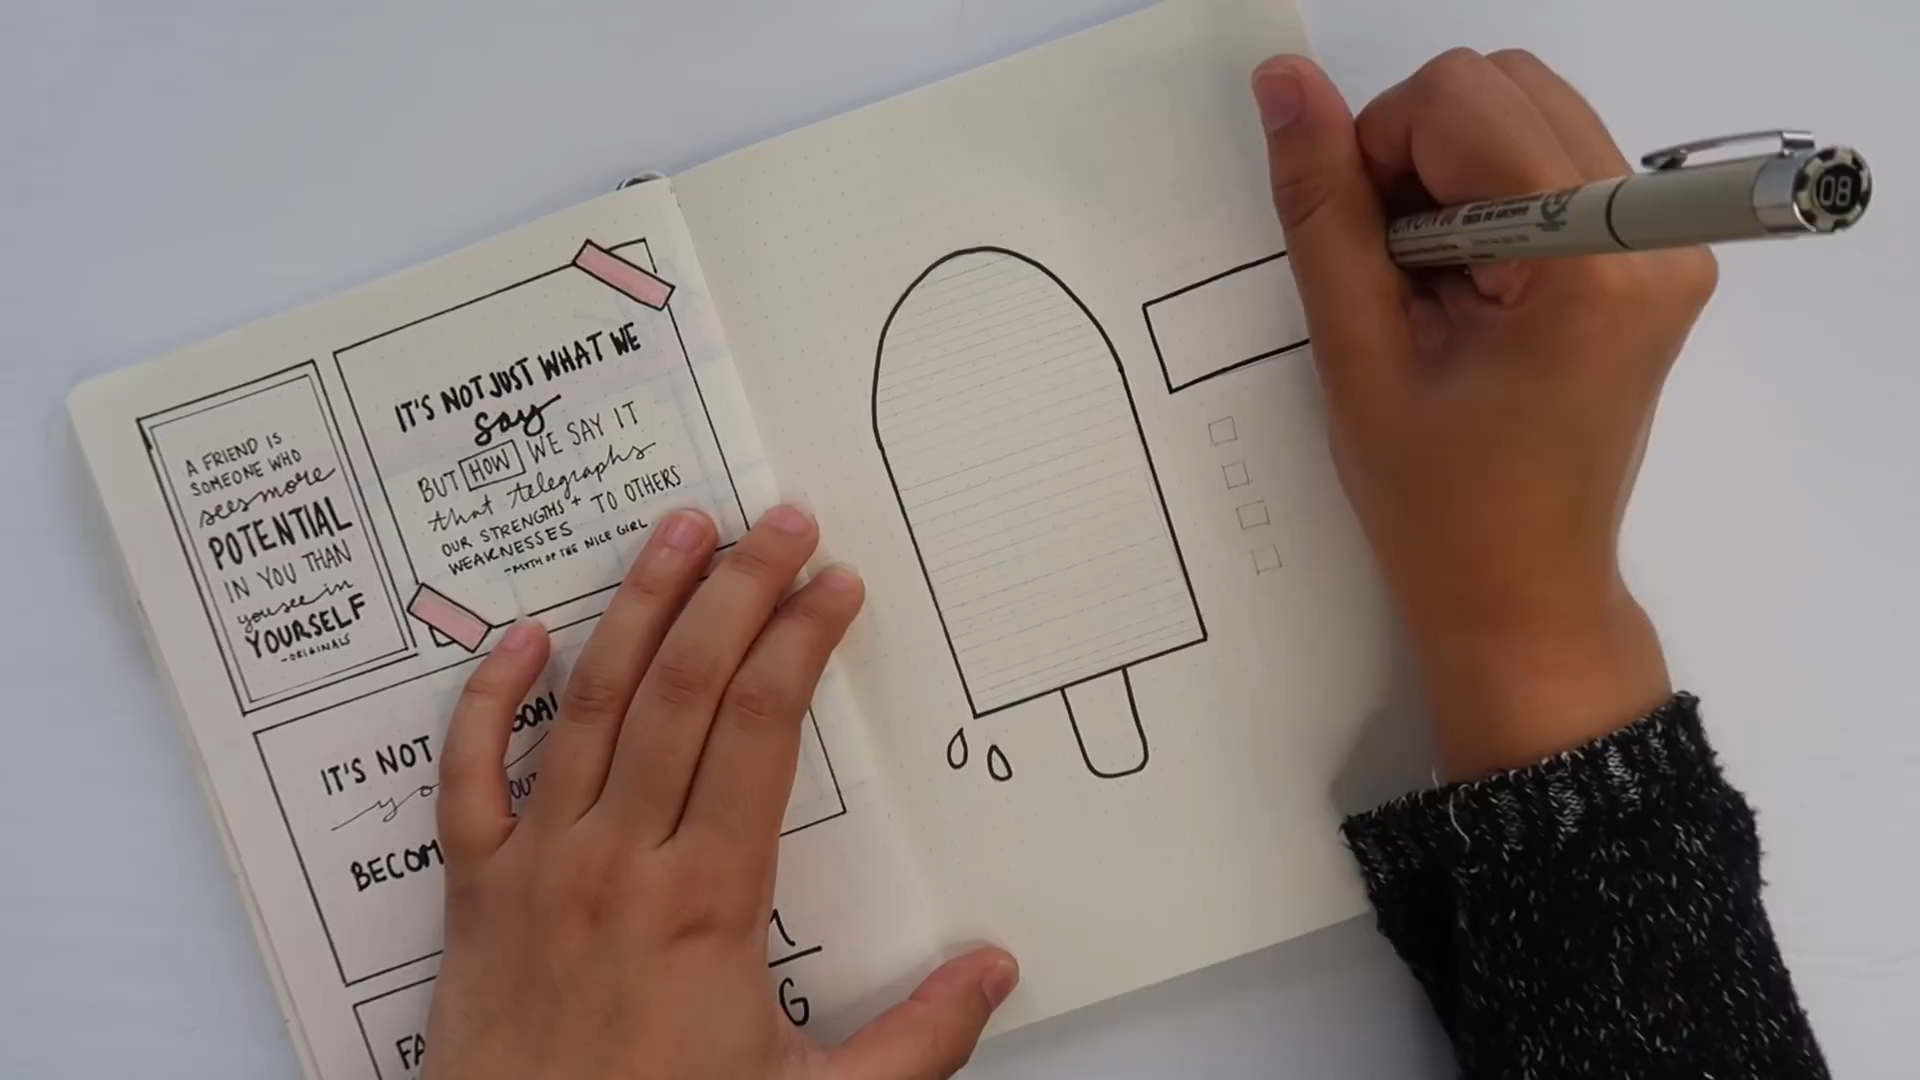 A FRIEND IS
SOMEONE WHO
sees more
POTENTIAL
IN YOU THAN
you see in
YOURSELF
-ORIGINALS
IT'S NOT JUST WHAT WE
say
BUT HOW WE SAY IT
that telegraphs
OUR STRENGTHS + TO OTHERS
WEAKNESSES
-MYTH OF THE NICE GIRL
IT'S NOT GOAL
BECOM
FA
G
08